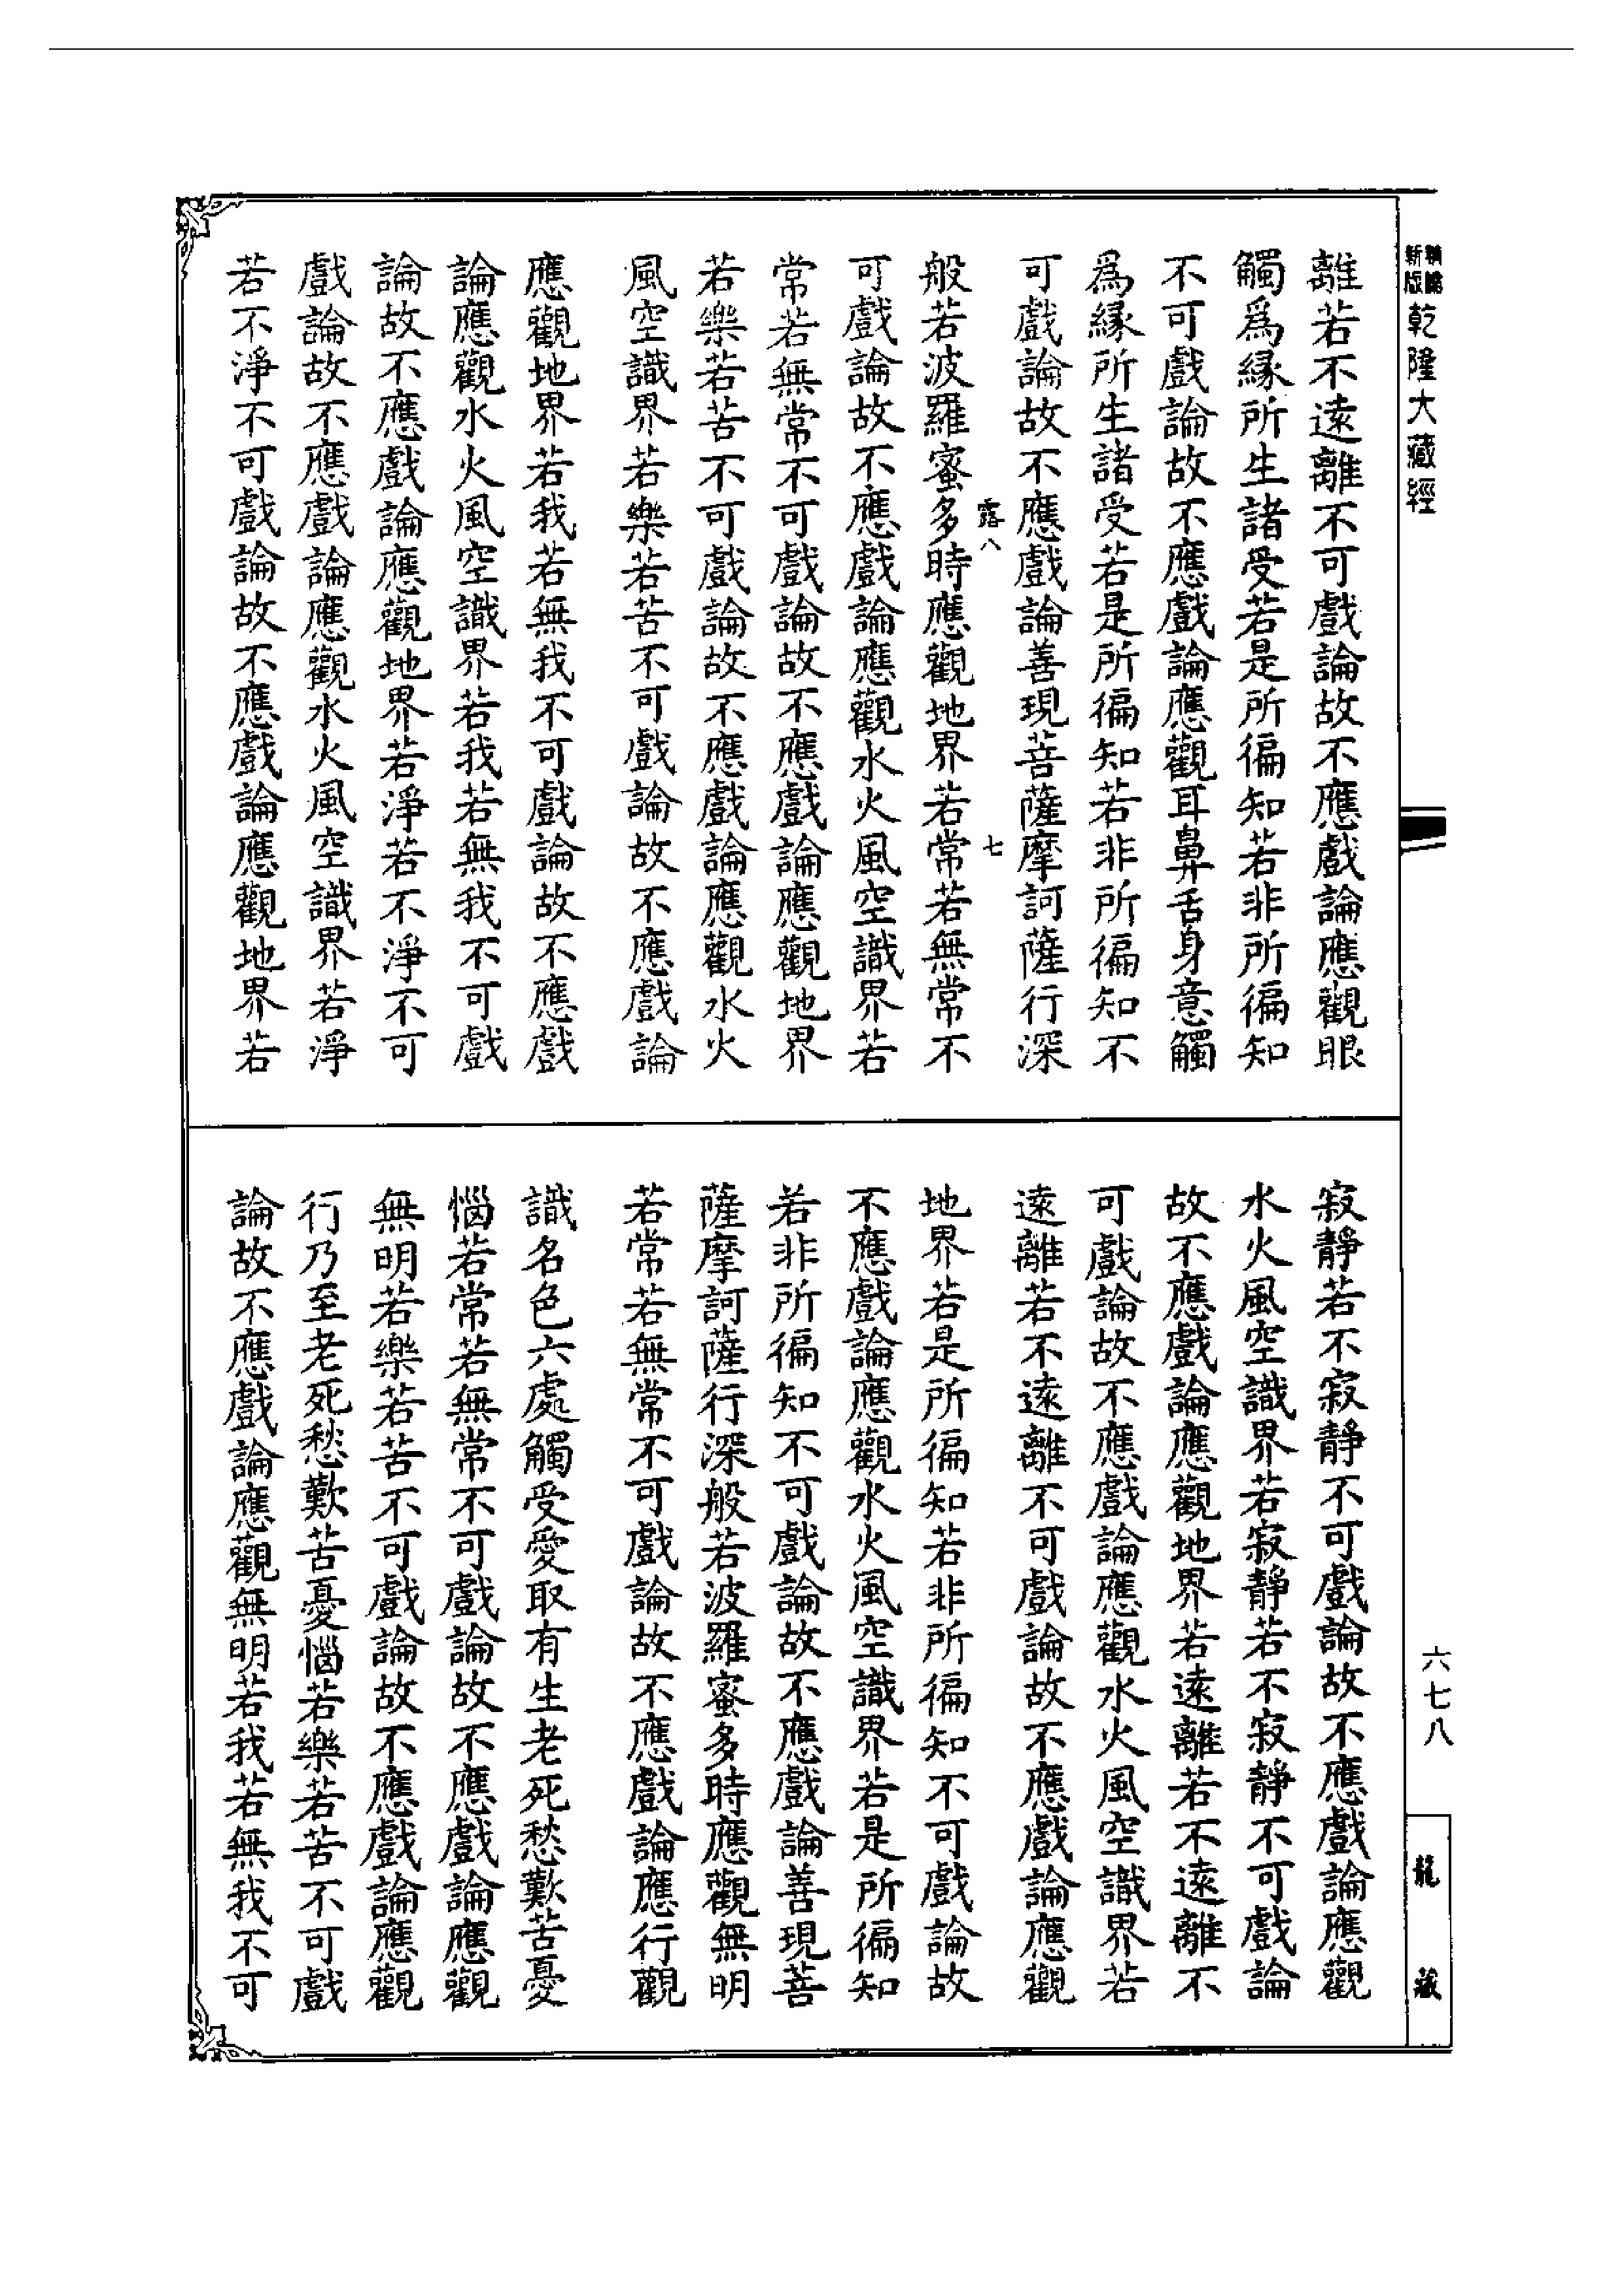 新版
乾隆大藏經
離若不遠離不可戲論故不應戲論應觀眼
觸爲緣所生諸受若是所徧知若非所徧知
不可戲論故不應戲論應觀耳鼻舌身意觸
爲緣所生諸受若是所徧知若非所徧知不
可戲論故不應戲論善現菩薩摩訶薩行深
露八 七
般若波羅蜜多時應觀地界若常若無常不
可戲論故不應戲論應觀水火風空識界若
常若無常不可戲論故不應戲論應觀地界
若樂若苦不可戲論故不應戲論應觀水火
風空識界若樂若苦不可戲論故不應戲論
應觀地界若我若無我不可戲論故不應戲
論應觀水火風空識界若我若無我不可戲
論故不應戲論應觀地界若淨若不淨不可
戲論故不應戲論應觀水火風空識界若淨
若不淨不可戲論故不應戲論應觀地界若
寂靜若不寂靜不可戲論故不應戲論應觀
水火風空識界若寂靜若不寂靜不可戲論
故不應戲論應觀地界若遠離若不遠離不
可戲論故不應戲論應觀水火風空識界若
遠離若不遠離不可戲論故不應戲論應觀
地界若是所徧知若非所徧知不可戲論故
不應戲論應觀水火風空識界若是所徧知
若非所徧知不可戲論故不應戲論善現菩
薩摩訶薩行深般若波羅蜜多時應觀無明
若常若無常不可戲論故不應戲論應行觀
識名色六處觸受愛取有生老死愁歎苦憂
惱若常若無常不可戲論故不應戲論應觀
無明若樂若苦不可戲論故不應戲論應觀
行乃至老死愁歎苦憂惱若樂若苦不可戲
論故不應戲論應觀無明若我若無我不可
六七八
龍藏